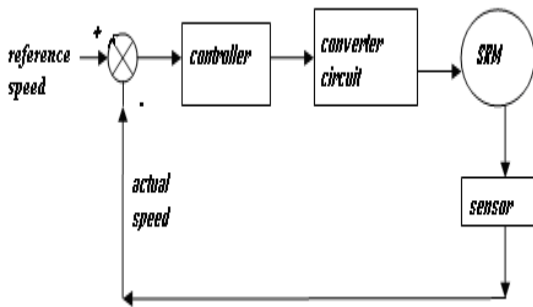 +
reference
speed
controller
converter
circuit
SRM
-
actual
speed
sensor